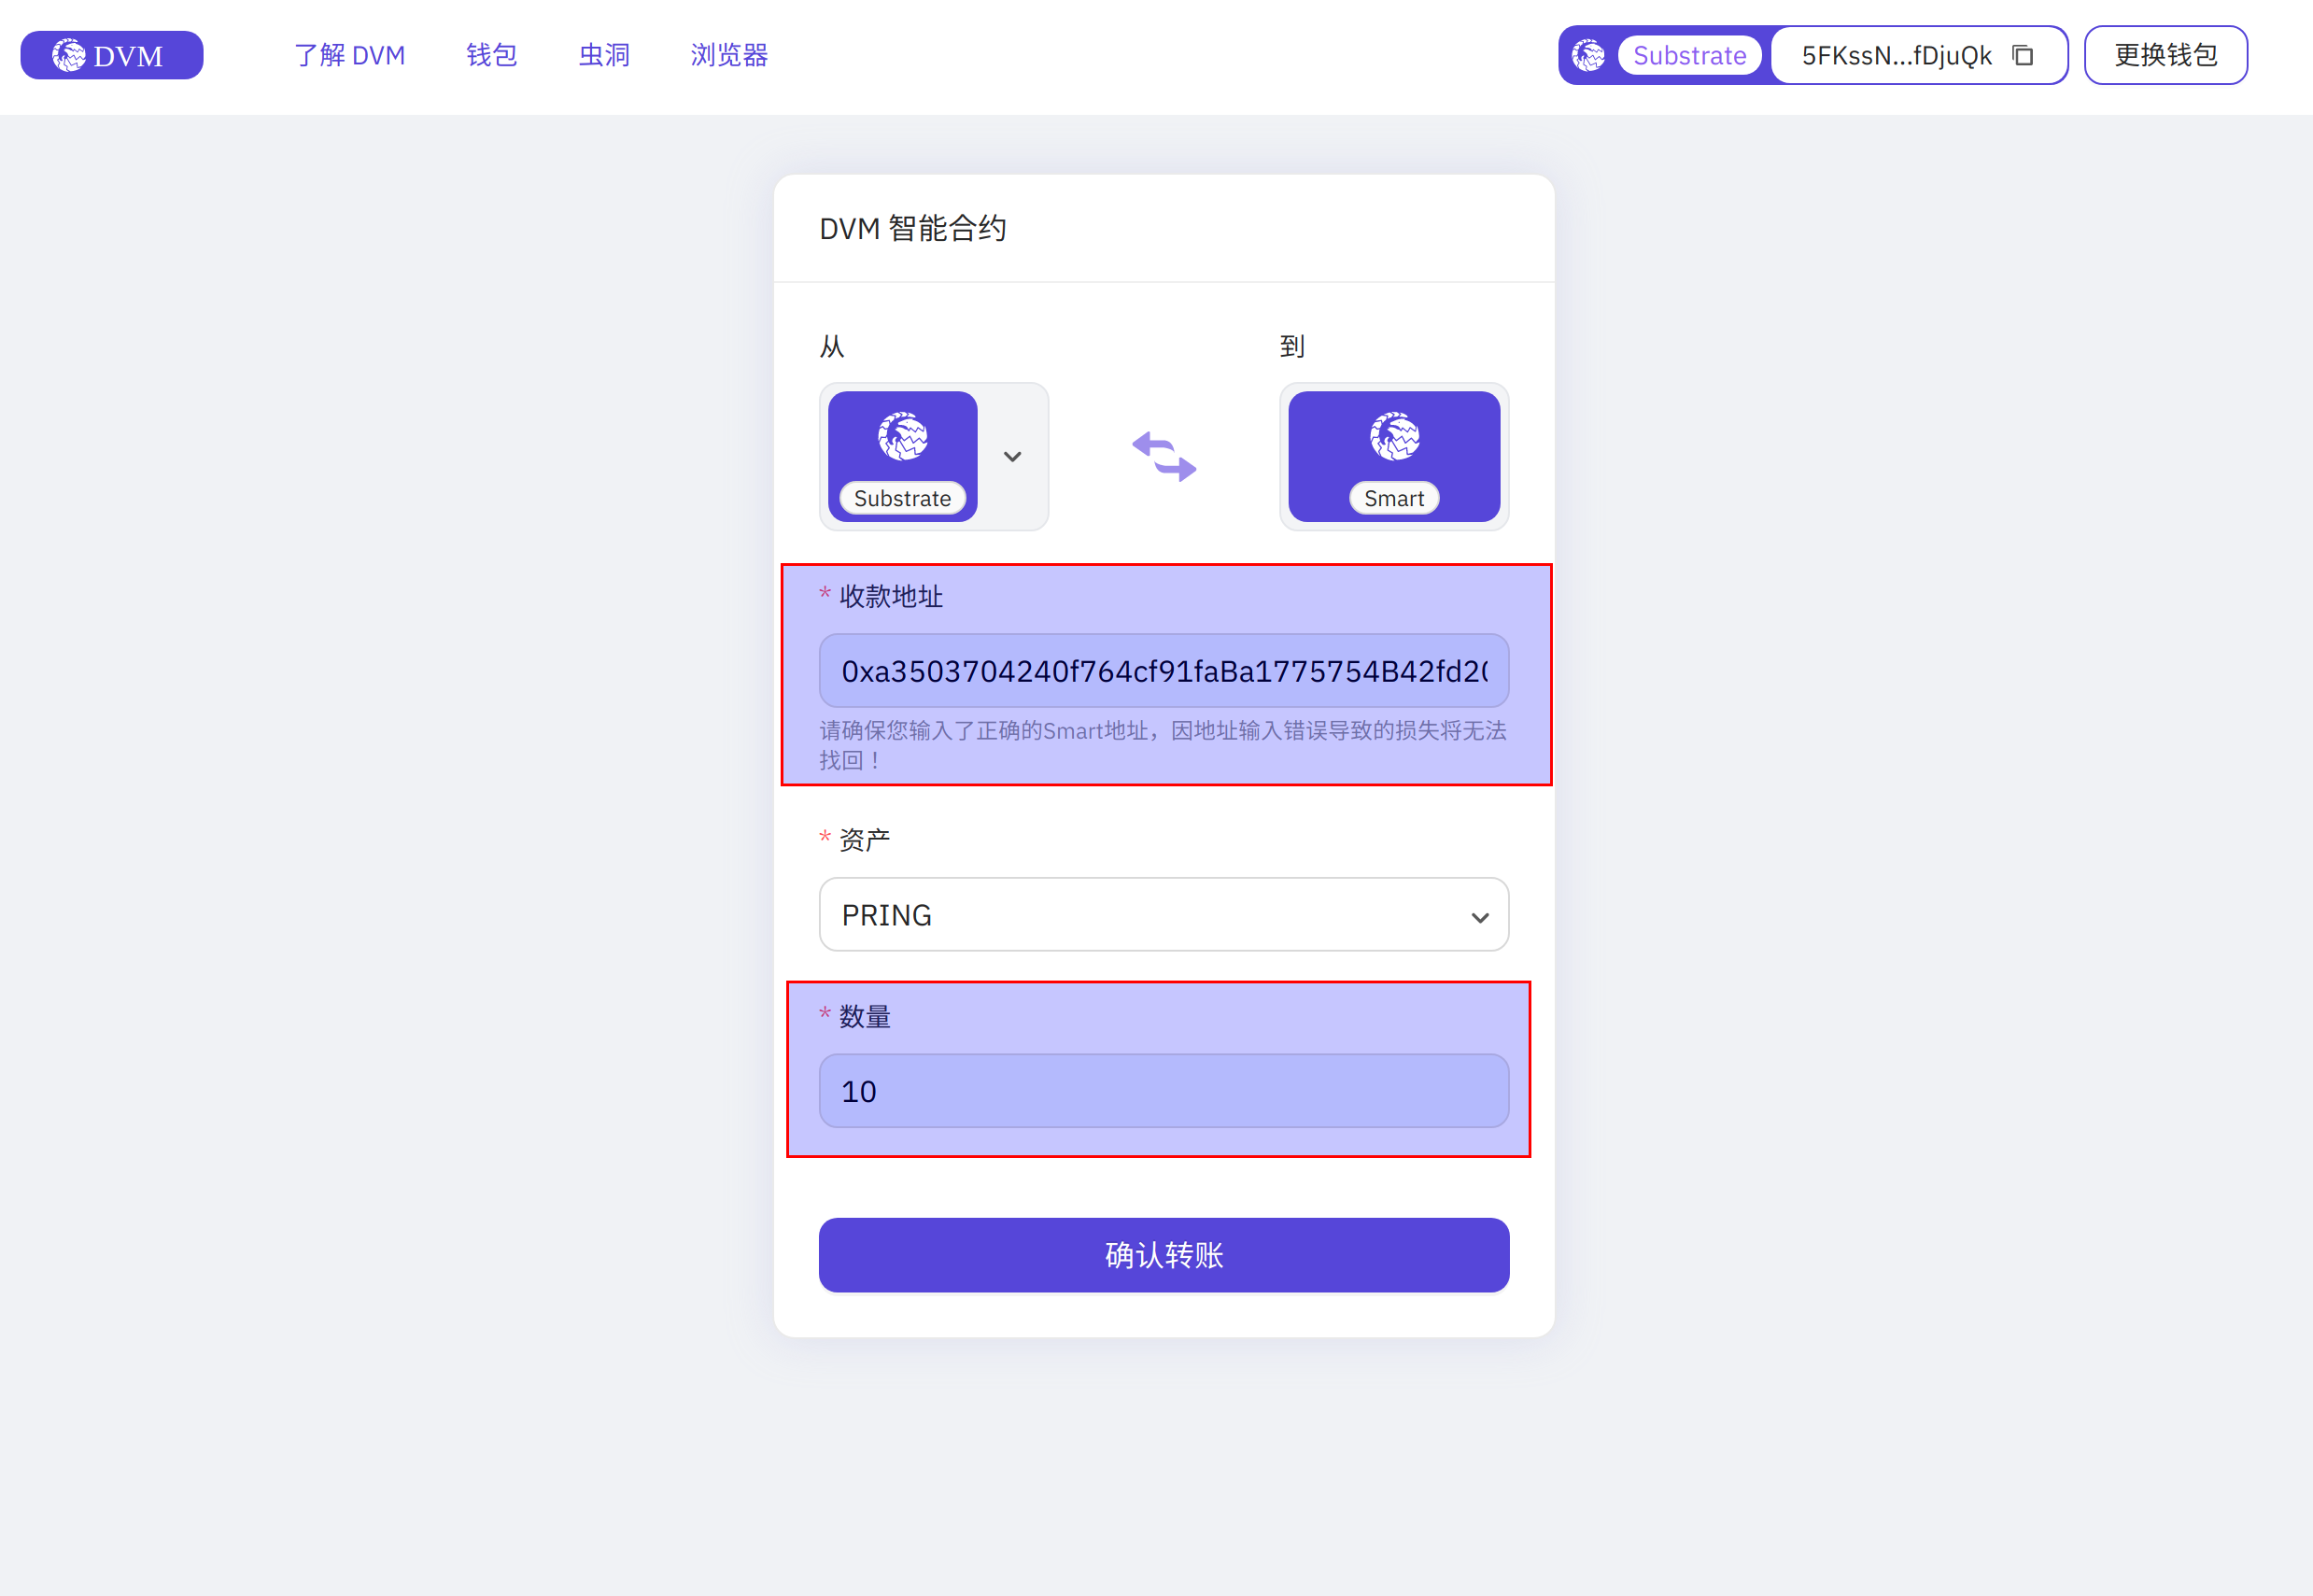 DVM
了解 DVM
钱包
虫洞
浏览器
Substrate
5FKssN...fDjuQk
更换钱包
DVM 智能合约
从
到
Substrate
Smart
* 收款地址
0xa3503704240f764cf91faBa1775754B42fd2
请确保您输入了正确的Smart地址，因地址输入错误导致的损失将无法
找回！
* 资产
PRING
* 数量
10
确认转账